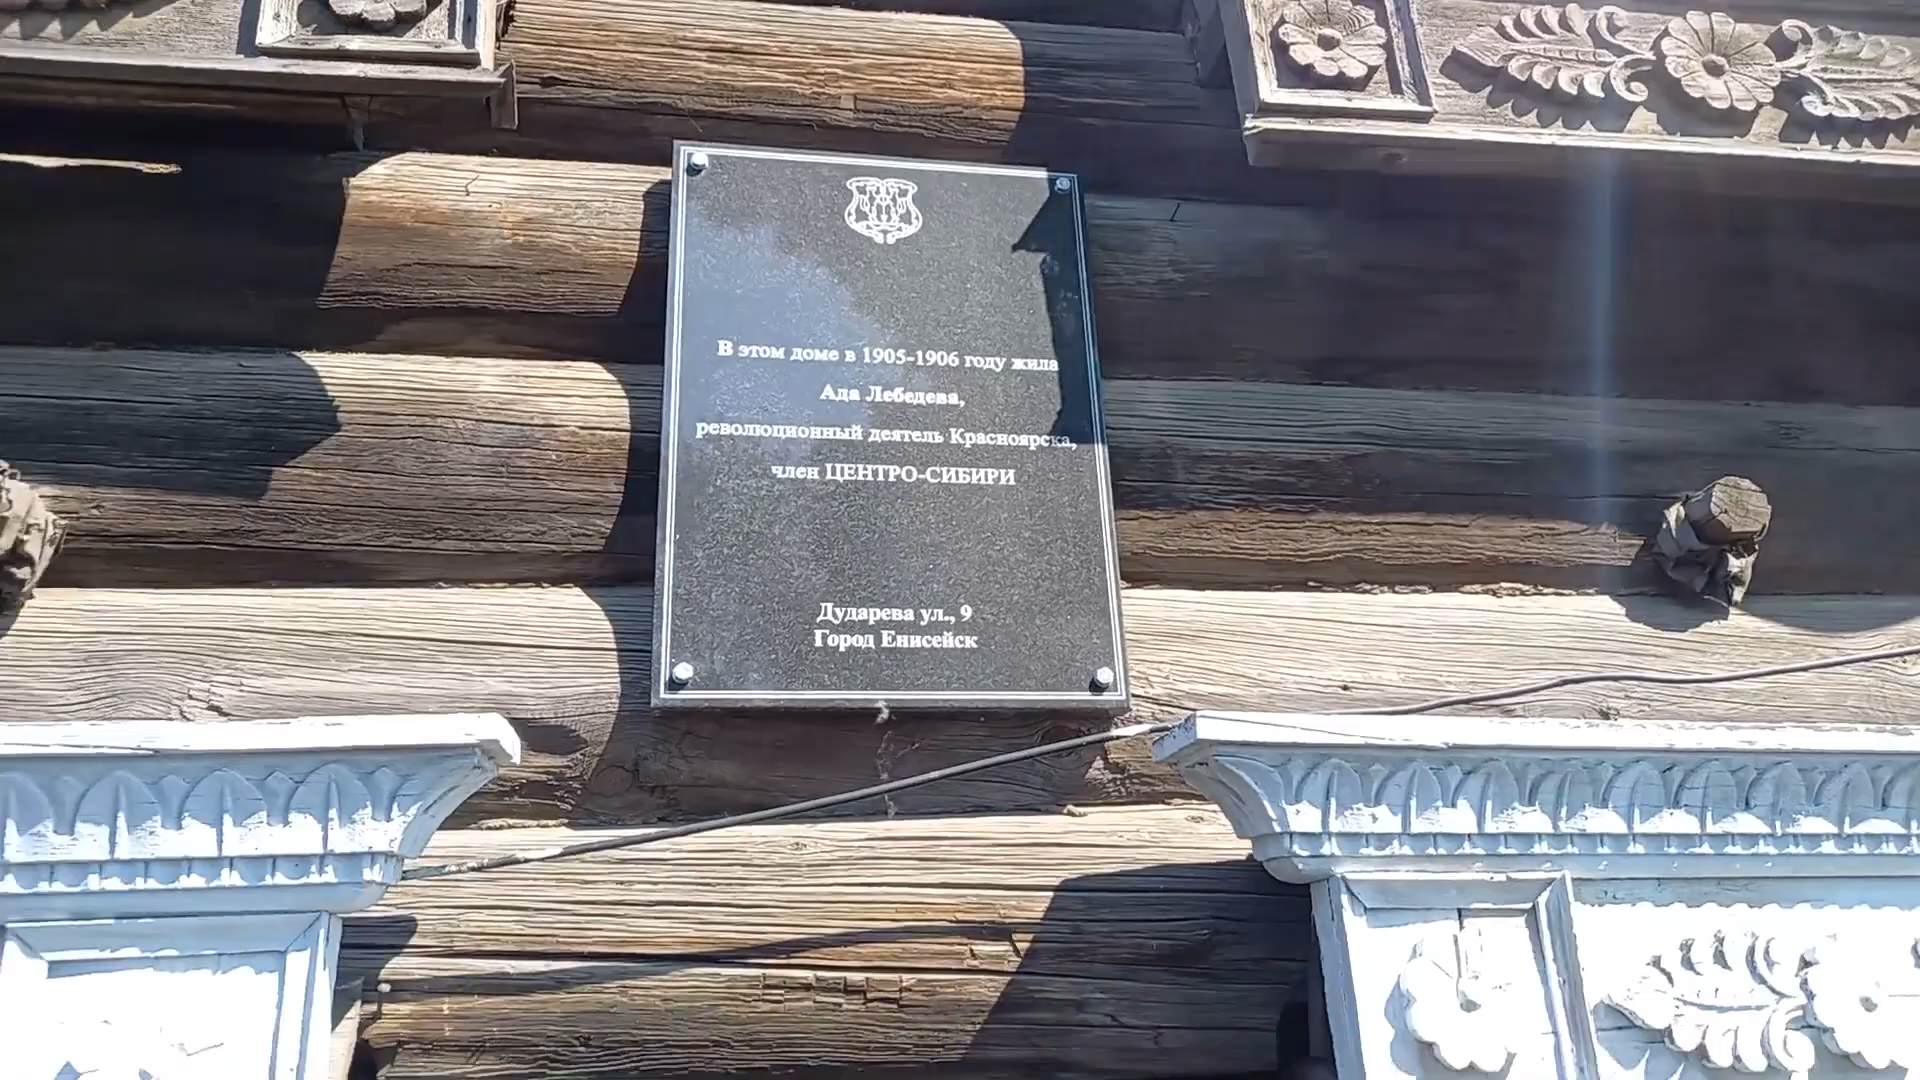 В этом доме в 1905-1906 году жила
Ада Лебедева,
революционный деятель Красноярска,
член ЦЕНТРО-СИБИРИ
Дударева ул., 9
Город Енисейск